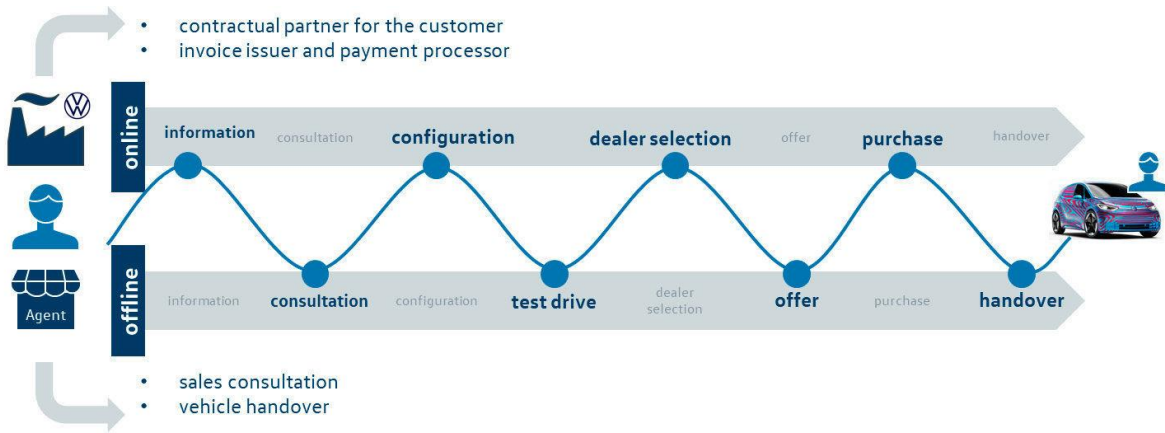 • contractual partner for the customer
• invoice issuer and payment processor
VW
online
information
consultation
configuration
dealer selection
offer
purchase
handover
Agent
offline
information
consultation
configuration
test drive
dealer
selection
offer
purchase
handover
• sales consultation
• vehicle handover